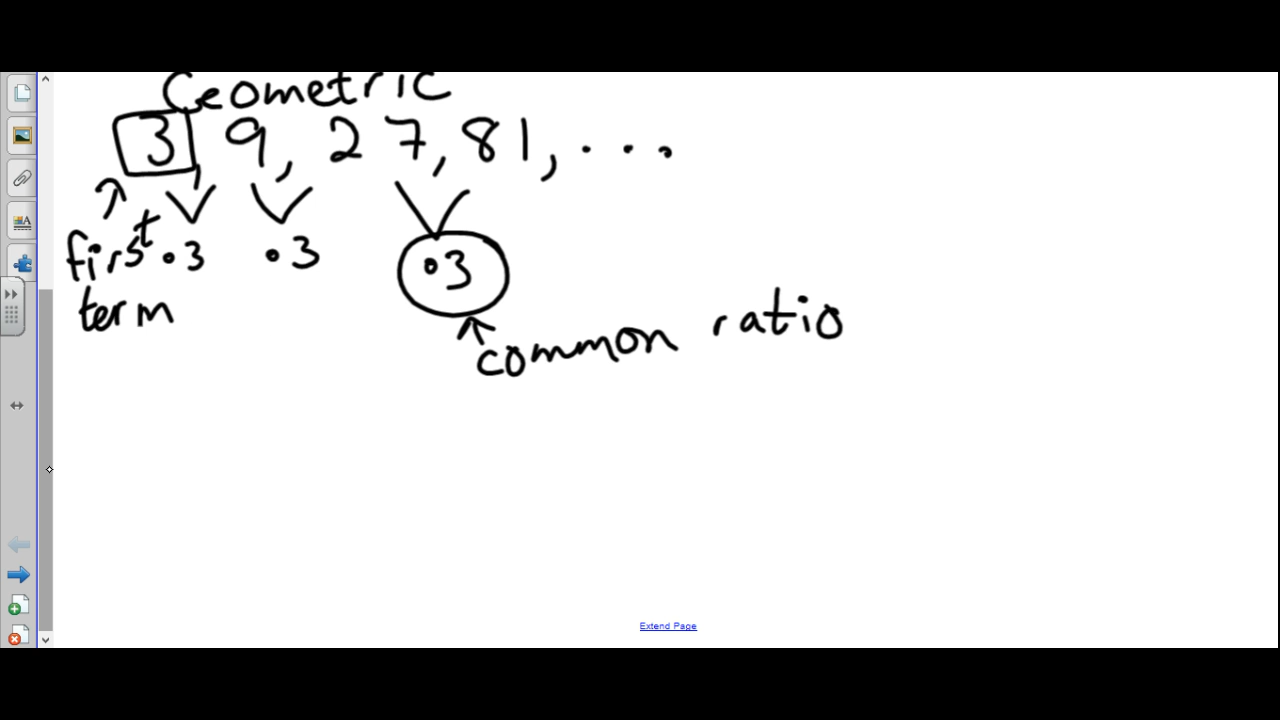 Geometric
3, 9, 27, 81, ...
first ·3 ·3 ·3
term
common ratio
Extend Page